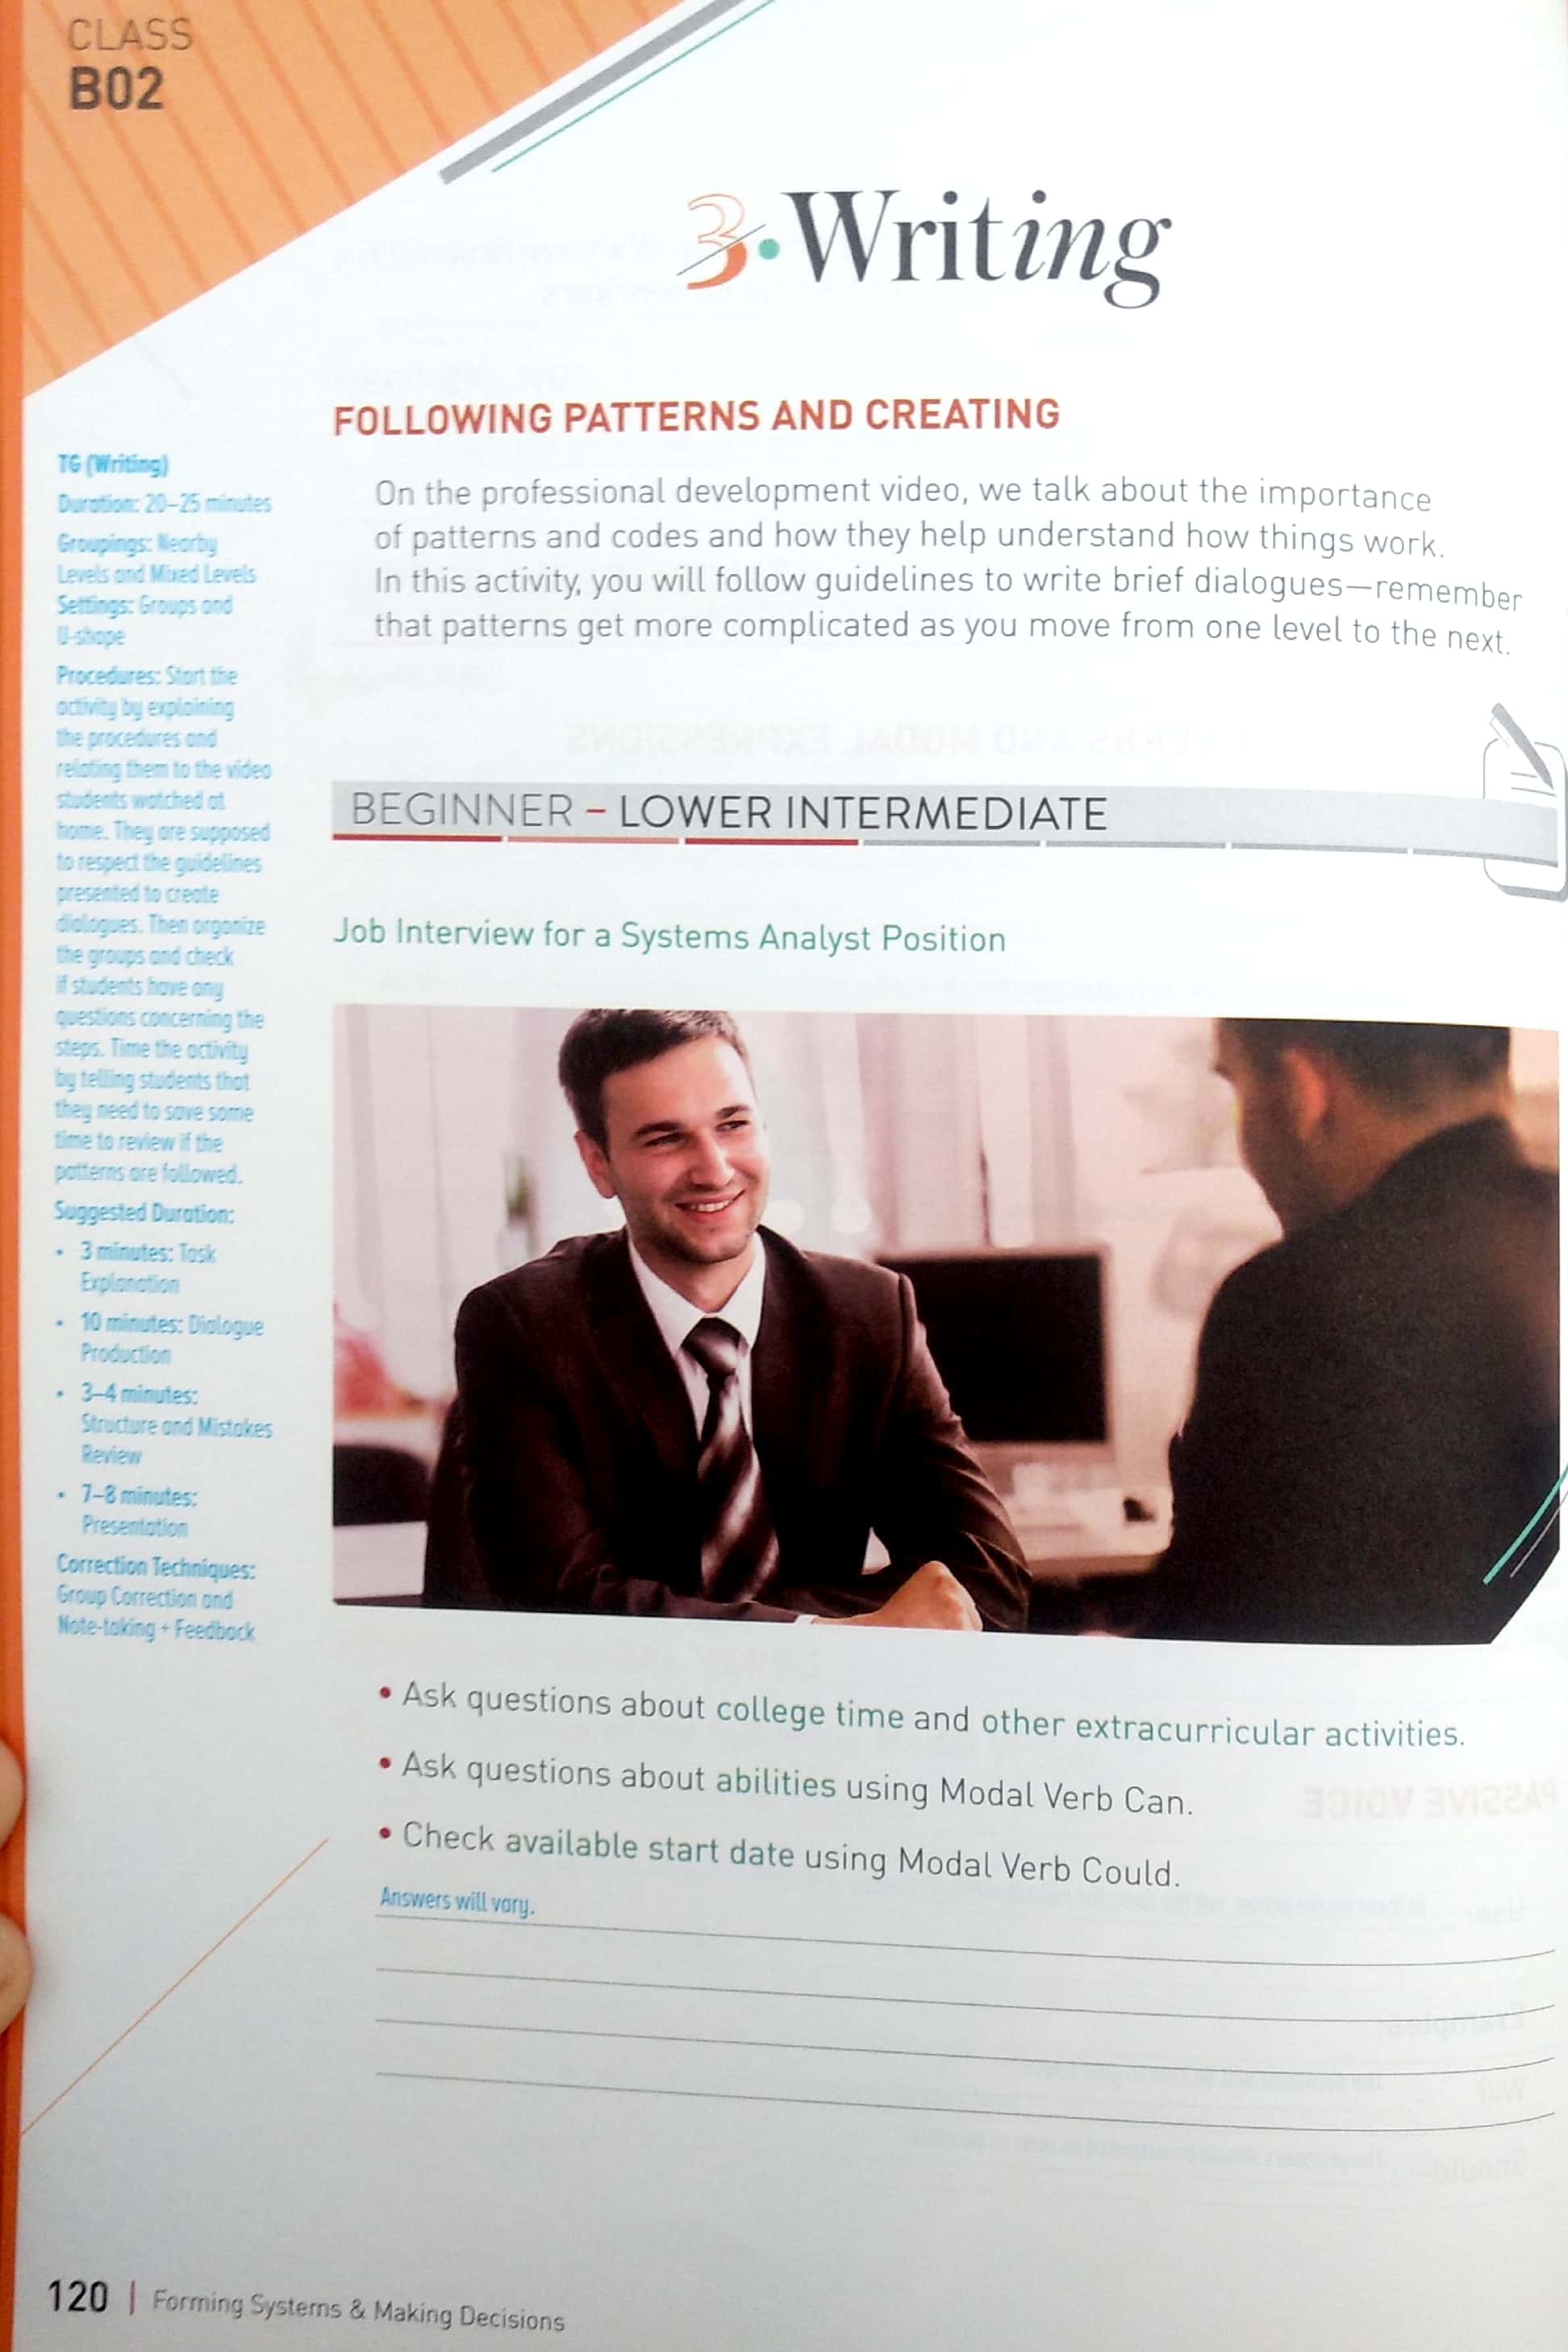 CLASS
B02
3 Writing
FOLLOWING PATTERNS AND CREATING
On the professional development video, we talk about the importance
of patterns and codes and how they help understand how things work.
In this activity, you will follow guidelines to write brief dialogues—remember
that patterns get more complicated as you move from one level to the next.
TG (Writing)
Duration: 20–25 minutes
Groupings: Nearby
Levels and Mixed Levels
Settings: Groups and
U-shape
Procedures: Start the
activity by explaining
the procedures and
relating them to the video
students watched at
home. They are supposed
to respect the guidelines
presented to create
dialogues. Then organize
the groups and check
if students have any
questions concerning the
steps. Time the activity
by telling students that
they need to save some
time to review if the
patterns are followed.
Suggested Duration:
• 3 minutes: Task
Explanation
• 10 minutes: Dialogue
Production
• 3–4 minutes:
Structure and Mistakes
Review
• 7–8 minutes:
Presentation
Correction Techniques:
Group Correction and
Note-taking + Feedback
BEGINNER – LOWER INTERMEDIATE
Job Interview for a Systems Analyst Position
• Ask questions about college time and other extracurricular activities.
• Ask questions about abilities using Modal Verb Can.
• Check available start date using Modal Verb Could.
Answers will vary.
120 | Forming Systems & Making Decisions